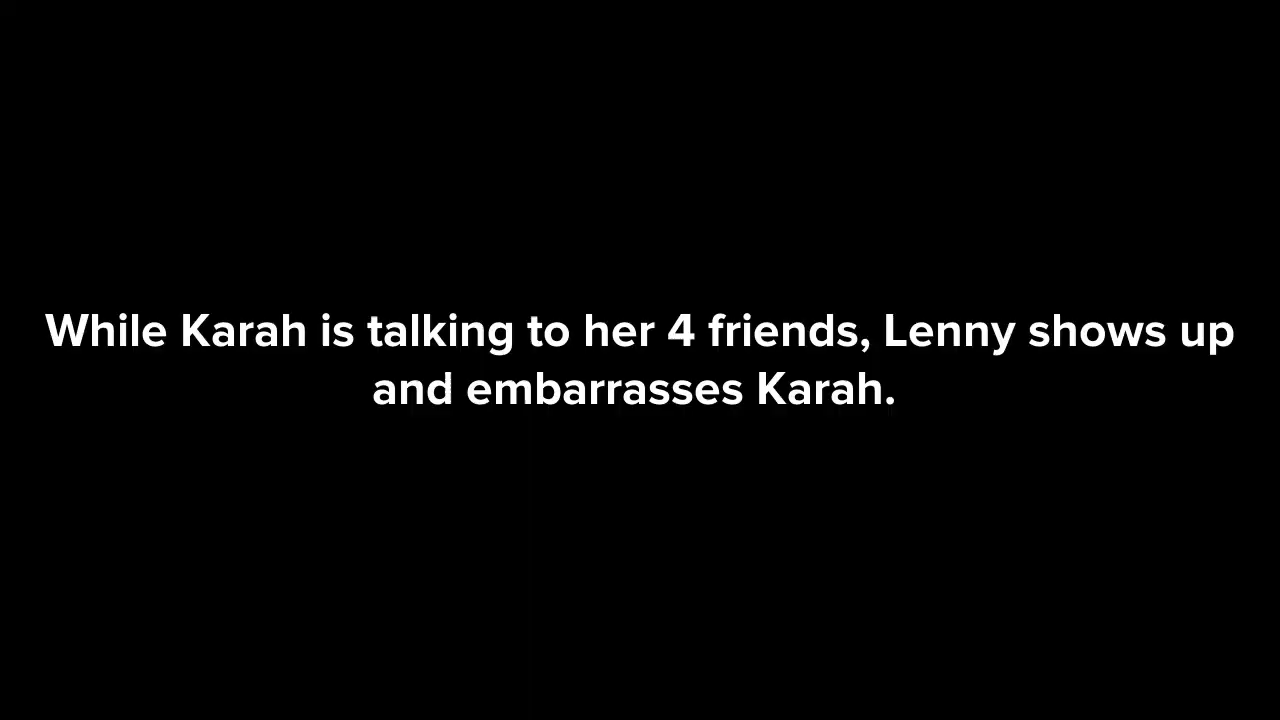 While Karah is talking to her 4 friends, Lenny shows up
and embarrasses Karah.